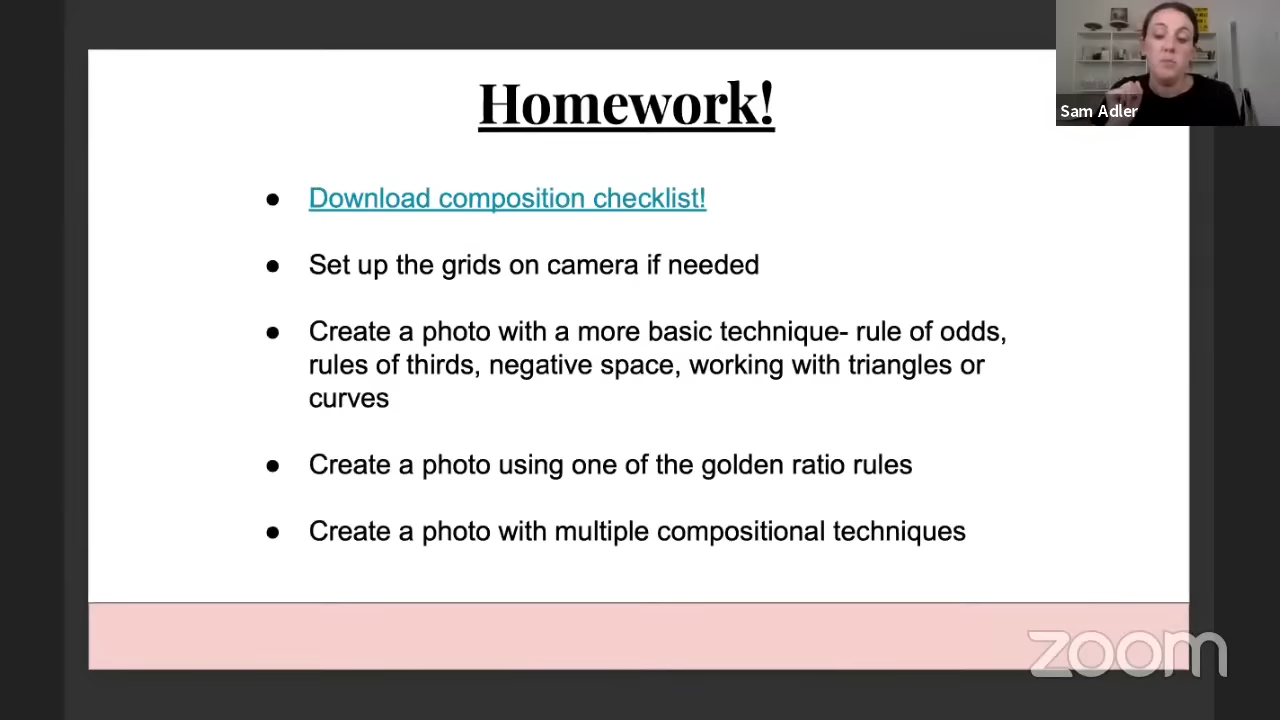 Homework!
Sam Adler
● Download composition checklist!
● Set up the grids on camera if needed
● Create a photo with a more basic technique- rule of odds,
rules of thirds, negative space, working with triangles or
curves
● Create a photo using one of the golden ratio rules
● Create a photo with multiple compositional techniques
zoom